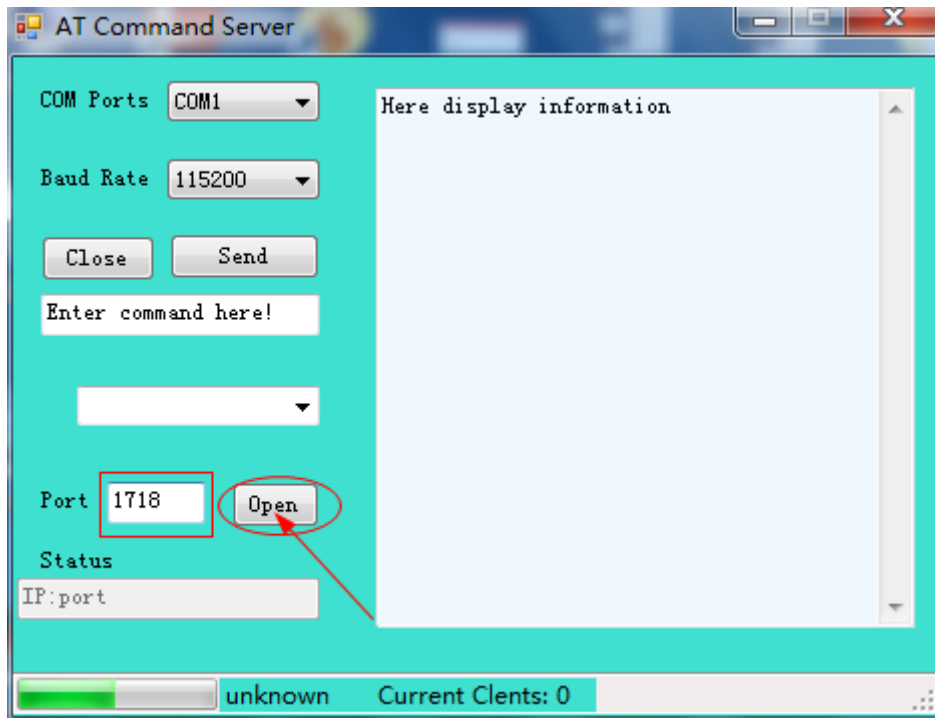 AT Command Server
COM Ports COM1
Here display information
Baud Rate 115200
Close Send
Enter command here!
Port 1718 Open
Status
IP:port
unknown Current Clents: 0